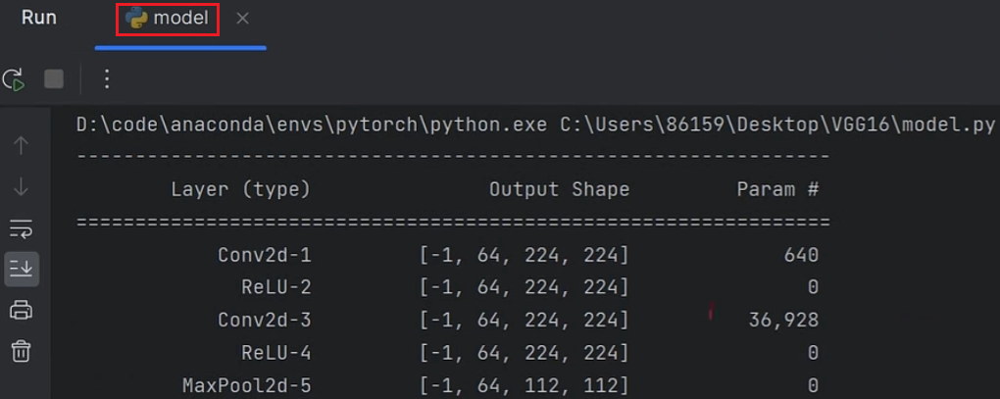 Run model
D:\code\anaconda\envs\pytorch\python.exe C:\Users\86159\Desktop\VGG16\model.py
----------------------------------------------------------------
Layer (type) Output Shape Param #
================================================================
Conv2d-1 [-1, 64, 224, 224] 640
ReLU-2 [-1, 64, 224, 224] 0
Conv2d-3 [-1, 64, 224, 224] 36,928
ReLU-4 [-1, 64, 224, 224] 0
MaxPool2d-5 [-1, 64, 112, 112] 0